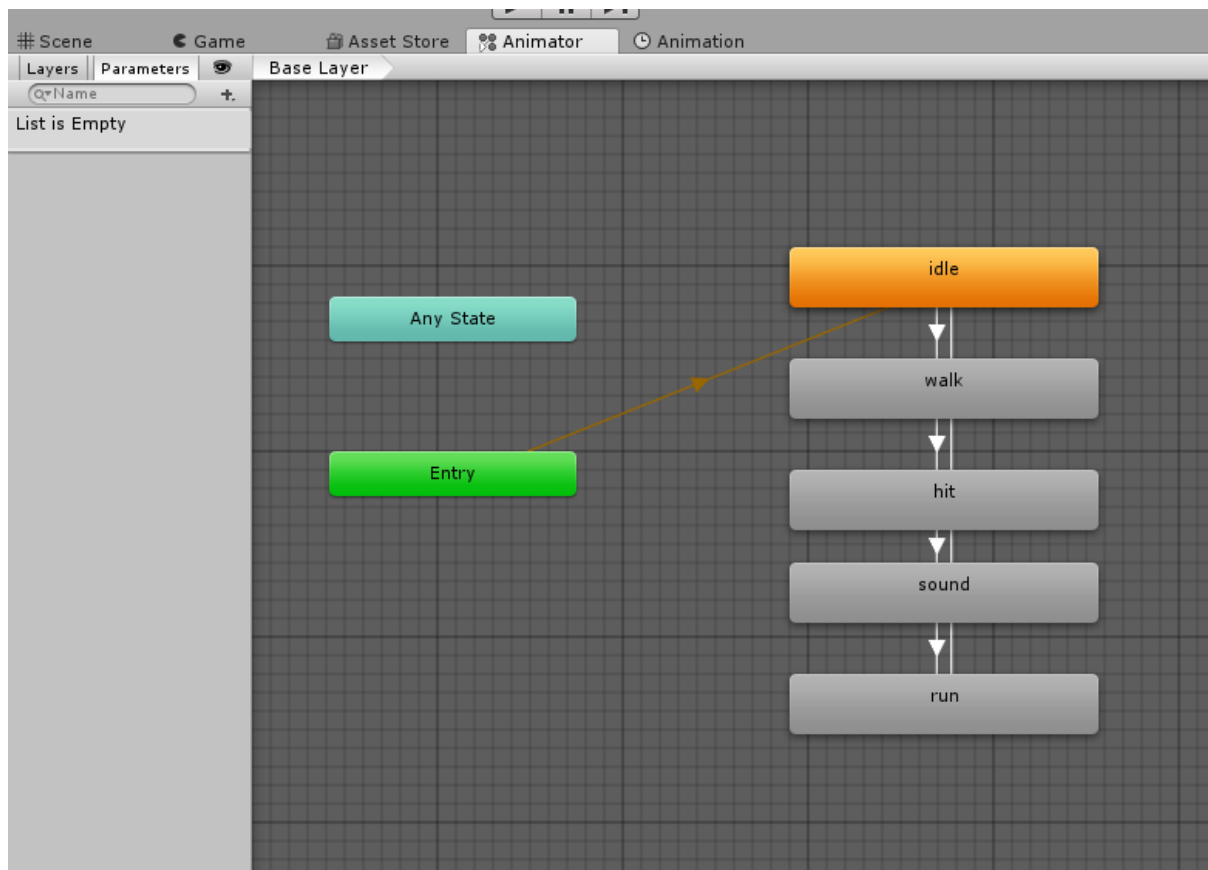 Scene Game Asset Store Animator Animation
Layers Parameters Base Layer
Name
List is Empty
idle
Any State
walk
Entry
hit
sound
run